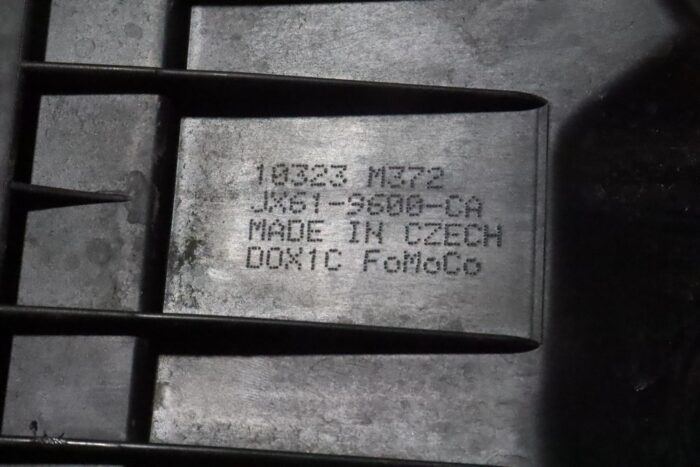 10323 M372
JX61-9600-CA
MADE IN CZECH
DOX1C FoMoCo